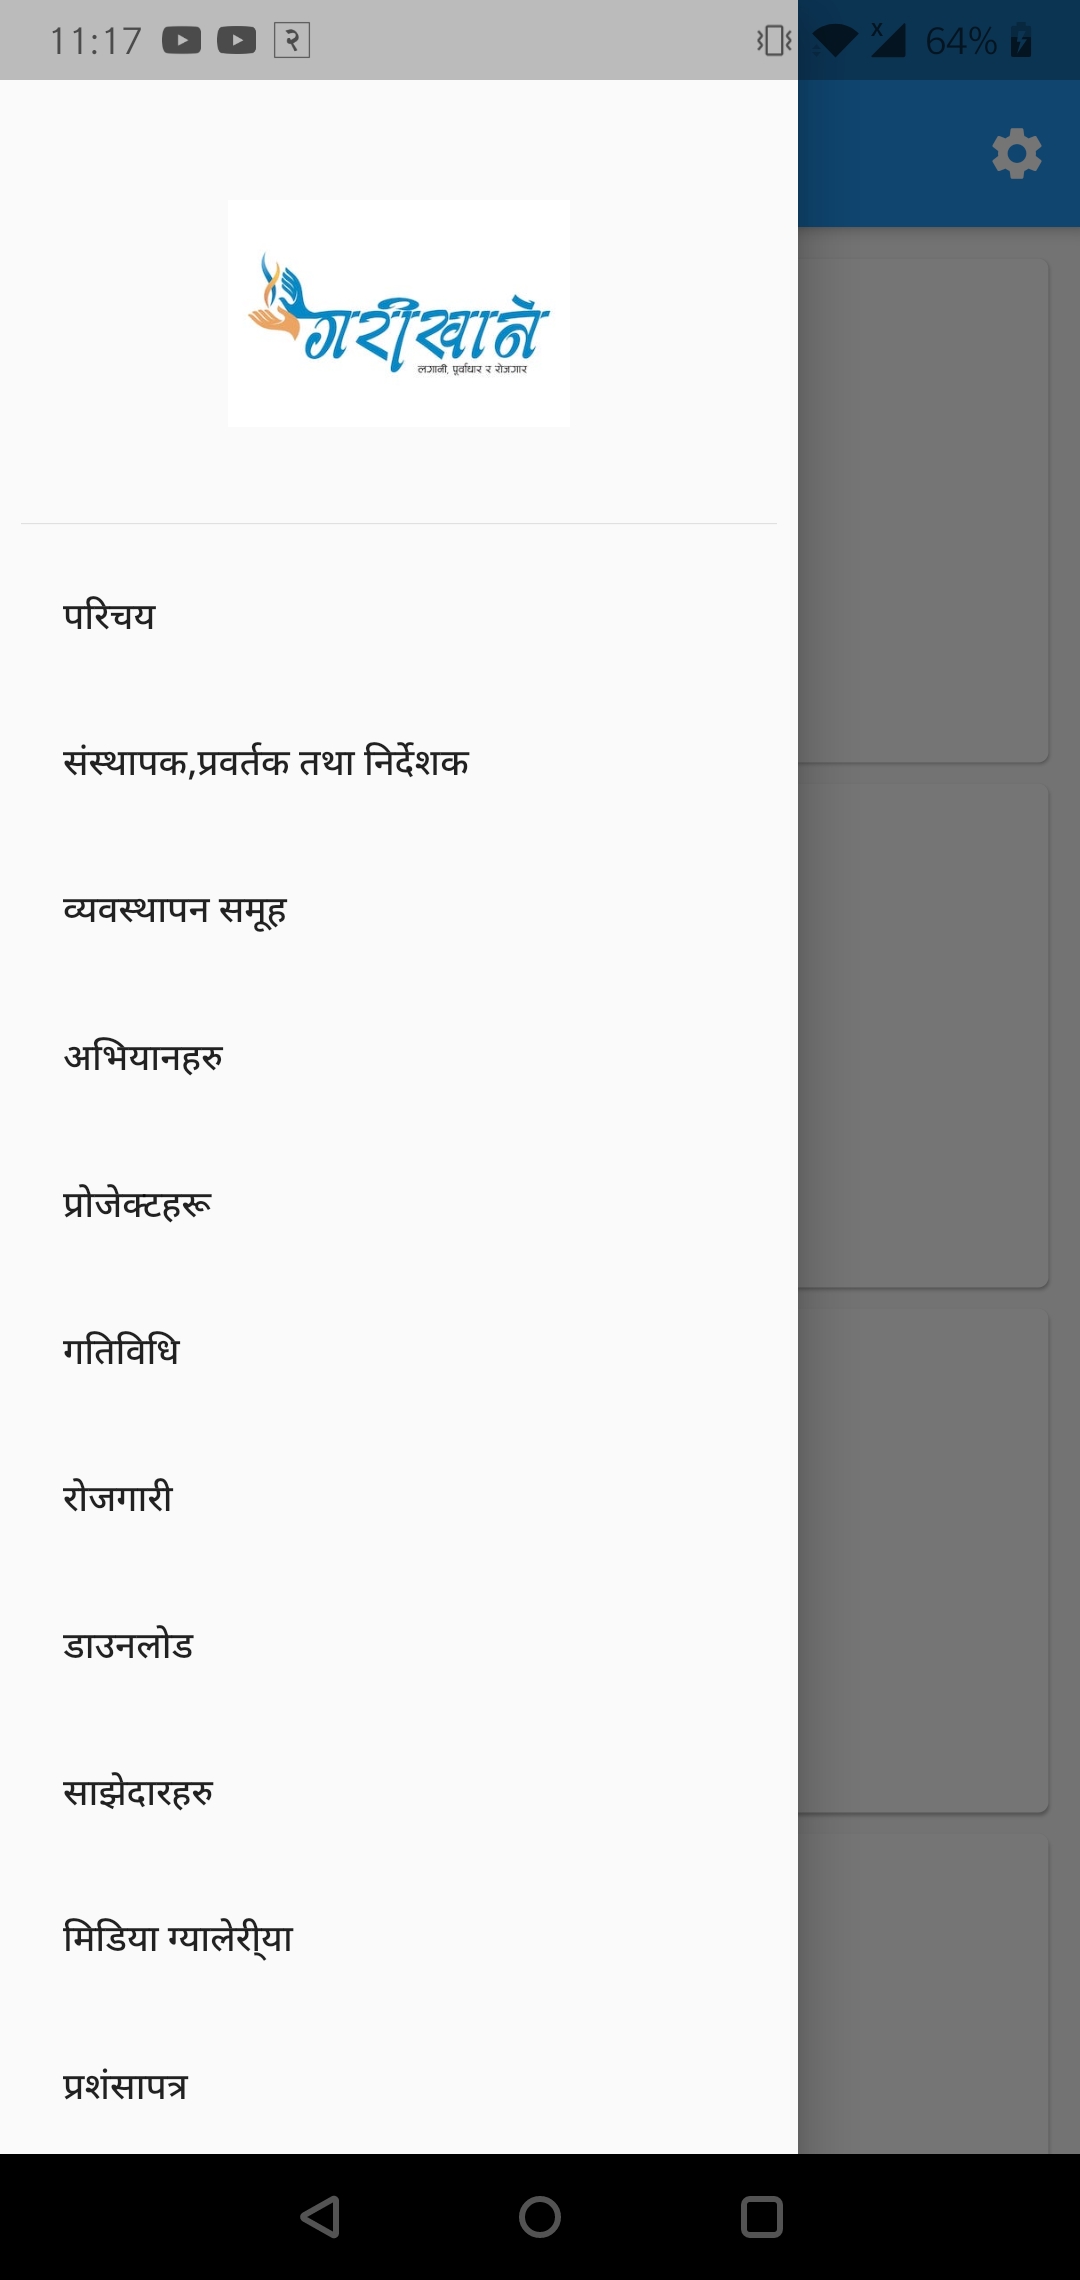 11:17 २ x 64%
गरीखाने
लगानी, पूर्वाधार र रोजगार
परिचय
संस्थापक,प्रवर्तक तथा निर्देशक
व्यवस्थापन समूह
अभियानहरु
प्रोजेक्टहरू
गतिविधि
रोजगारी
डाउनलोड
साझेदारहरु
मिडिया ग्यालेरी्या
प्रशंसापत्र